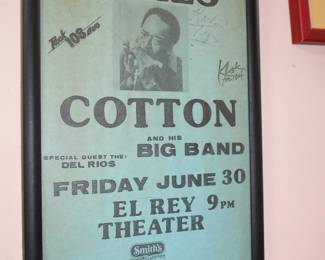 Rock 108
COTTON
AND HIS
SPECIAL GUEST THE: BIG BAND
DEL RIOS
FRIDAY JUNE 30
EL REY 9PM
THEATER
Smith's